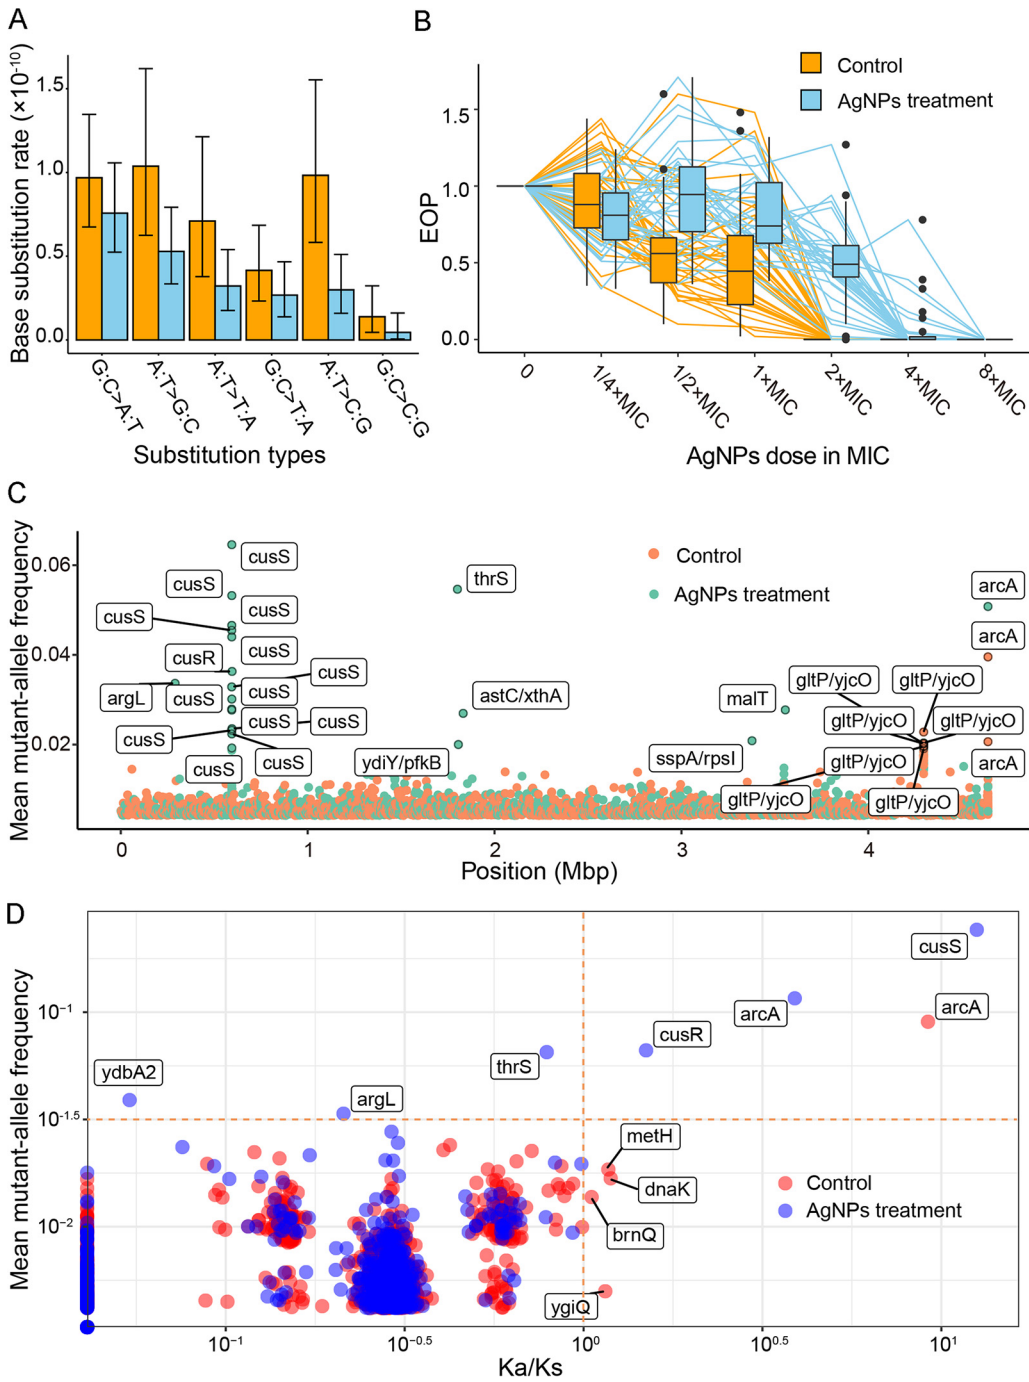 A
Base substitution rate (×10⁻¹⁰)
1.5
1.0
0.5
0.0
G:C>A:T
A:T>G:C
A:T>T:A
G:C>T:A
A:T>C:G
G:C>C:G
Substitution types
B
Control
AgNPs treatment
EOP
1.5
1.0
0.5
0.0
0
1/4×MIC
1/2×MIC
1×MIC
2×MIC
4×MIC
8×MIC
AgNPs dose in MIC
C
Mean mutant-allele frequency
0.06
0.04
0.02
Control
AgNPs treatment
cusS
cusS
cusS
cusS
cusS
cusR
cusS
argL
cusS
cusS
cusS
cusS
cusS
cusS
cusS
thrS
astC/xthA
ydiY/pfkB
malT
sspA/rpsI
gltP/yjcO
gltP/yjcO
gltP/yjcO
gltP/yjcO
gltP/yjcO
gltP/yjcO
gltP/yjcO
arcA
arcA
arcA
0
1
2
3
4
Position (Mbp)
D
Mean mutant-allele frequency
10⁻¹
10⁻¹·⁵
10⁻²
cusS
arcA
arcA
cusR
thrS
ydbA2
argL
metH
dnaK
brnQ
ygiQ
Control
AgNPs treatment
10⁻¹
10⁻⁰·⁵
10⁰
10⁰·⁵
10¹
Ka/Ks